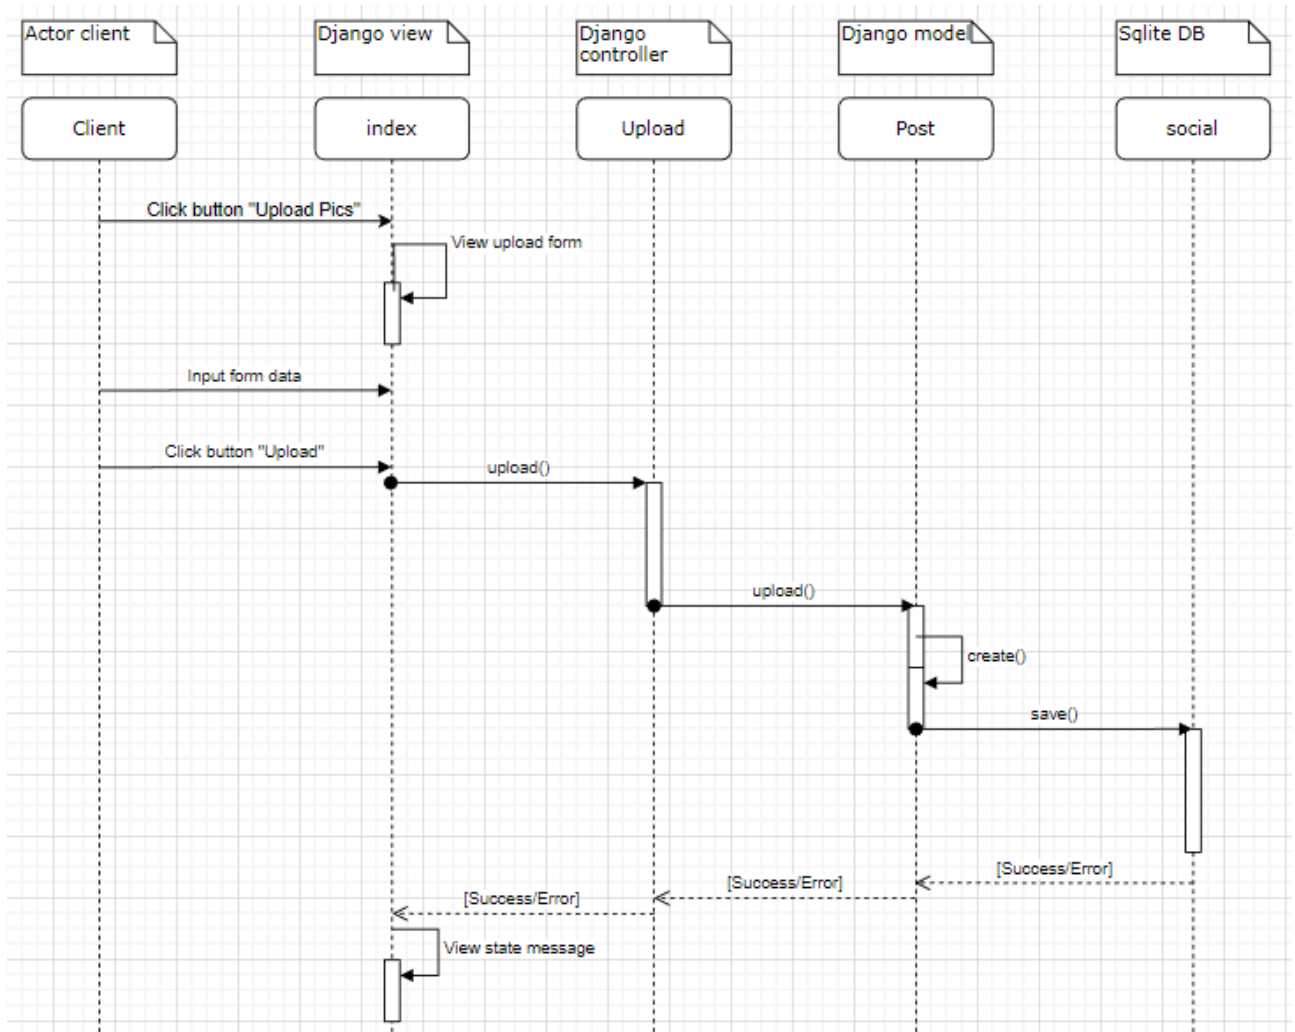 Actor client
Django view
Django
controller
Django model
Sqlite DB
Client
index
Upload
Post
social
Click button "Upload Pics"
View upload form
Input form data
Click button "Upload"
upload()
upload()
create()
save()
[Success/Error]
[Success/Error]
[Success/Error]
View state message